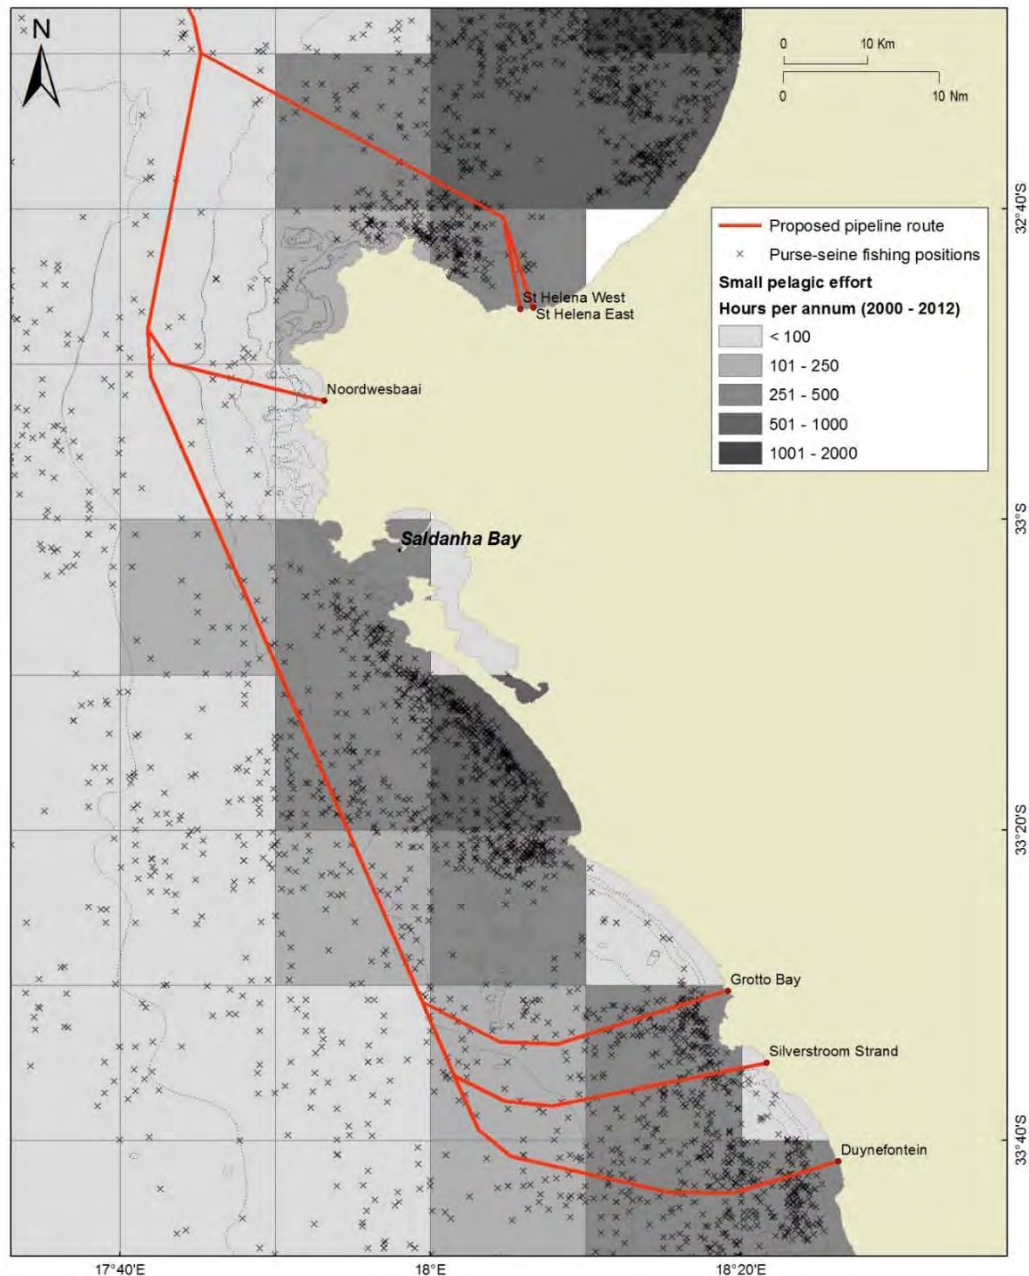 N
0 10 Km
0 10 Nm
32°40'S
Proposed pipeline route
Purse-seine fishing positions
Small pelagic effort
Hours per annum (2000 - 2012)
< 100
101 - 250
251 - 500
501 - 1000
1001 - 2000
St Helena West
St Helena East
Noordwesbaai
33°S
Saldanha Bay
33°20'S
Grotto Bay
Silverstroom Strand
33°40'S
Duynefontein
17°40'E 18°E 18°20'E